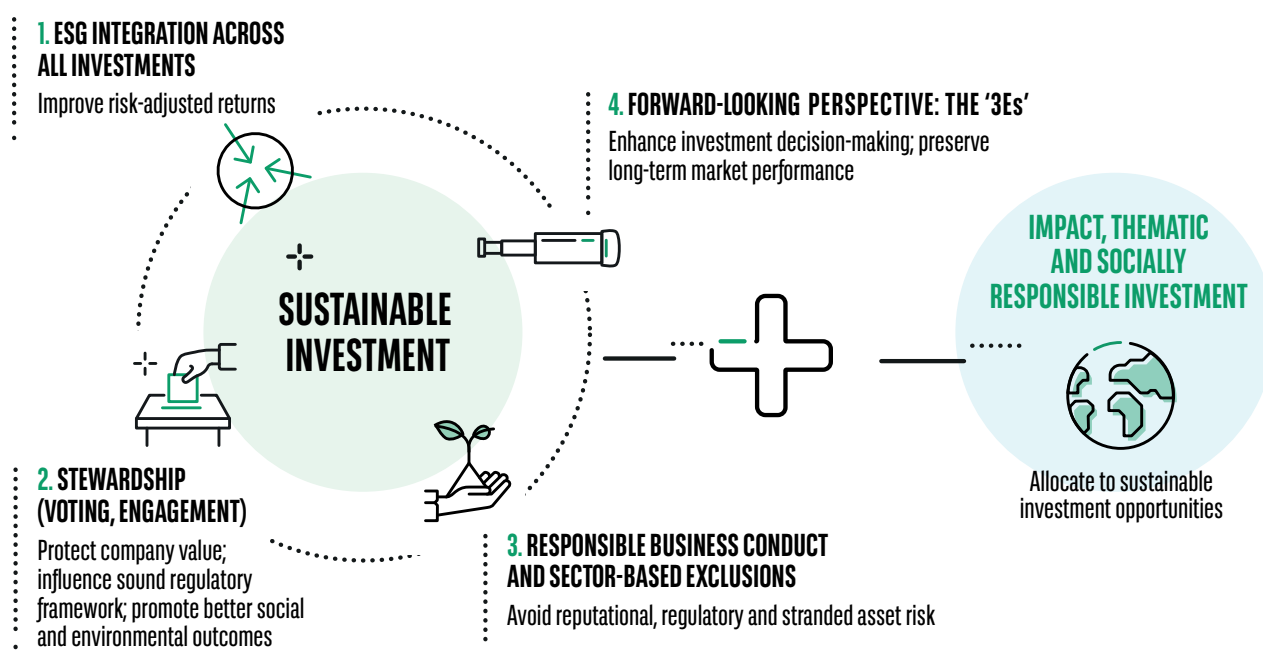 1. ESG INTEGRATION ACROSS
ALL INVESTMENTS
Improve risk-adjusted returns
4. FORWARD-LOOKING PERSPECTIVE: THE ‘3Es’
Enhance investment decision-making; preserve
long-term market performance
SUSTAINABLE
INVESTMENT
IMPACT, THEMATIC
AND SOCIALLY
RESPONSIBLE INVESTMENT
Allocate to sustainable
investment opportunities
2. STEWARDSHIP
(VOTING, ENGAGEMENT)
Protect company value;
influence sound regulatory
framework; promote better social
and environmental outcomes
3. RESPONSIBLE BUSINESS CONDUCT
AND SECTOR-BASED EXCLUSIONS
Avoid reputational, regulatory and stranded asset risk